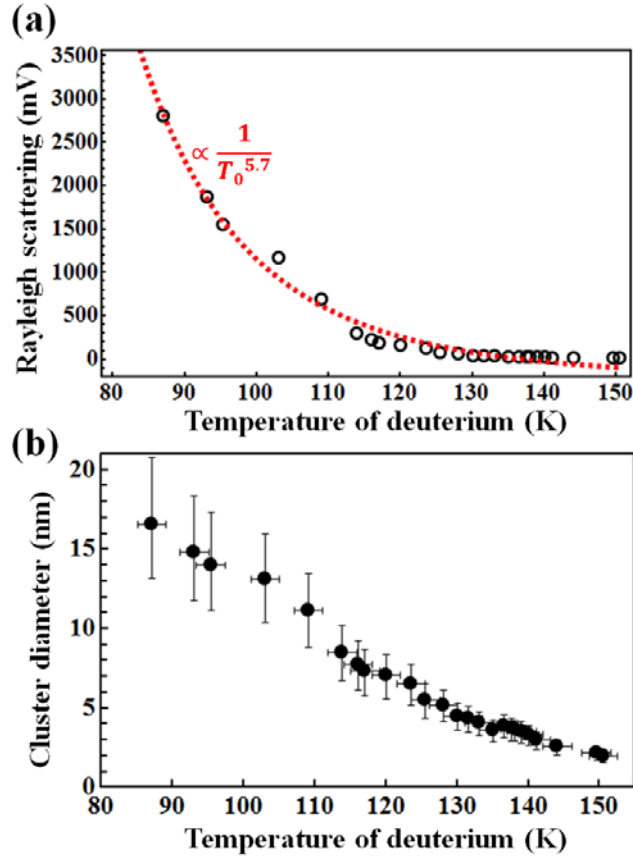 (a)
Rayleigh scattering (mV)
3500
3000
2500
2000
1500
1000
500
0
∝ 1/T₀^5.7
80 90 100 110 120 130 140 150
Temperature of deuterium (K)
(b)
Cluster diameter (nm)
20
15
10
5
0
80 90 100 110 120 130 140 150
Temperature of deuterium (K)